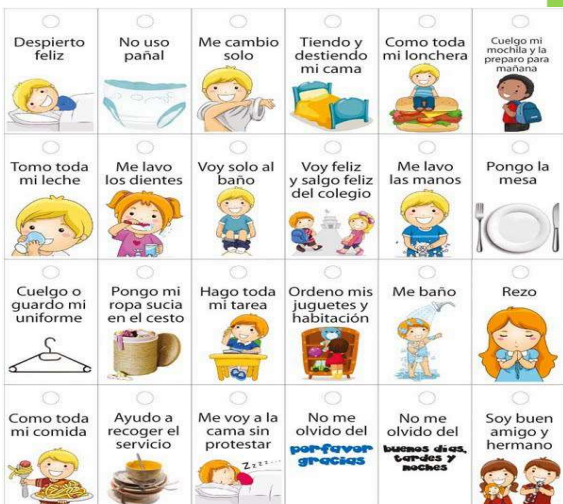 Despierto
feliz
No uso
pañal
Me cambio
solo
Tiendo y
destiendo
mi cama
Como toda
mi lonchera
Cuelgo mi
mochila y la
preparo para
mañana
Tomo toda
mi leche
Me lavo
los dientes
Voy solo al
baño
Voy feliz
y salgo feliz
del colegio
Me lavo
las manos
Pongo la
mesa
Cuelgo o
guardo mi
uniforme
Pongo mi
ropa sucia
en el cesto
Hago toda
mi tarea
Ordeno mis
juguetes y
habitación
Me baño
Rezo
Como toda
mi comida
Ayudo a
recoger el
servicio
Me voy a la
cama sin
protestar
Zzzz...
No me
olvido del
porfavor
gracias
No me
olvido del
buenos días,
tardes y
noches
Soy buen
amigo y
hermano